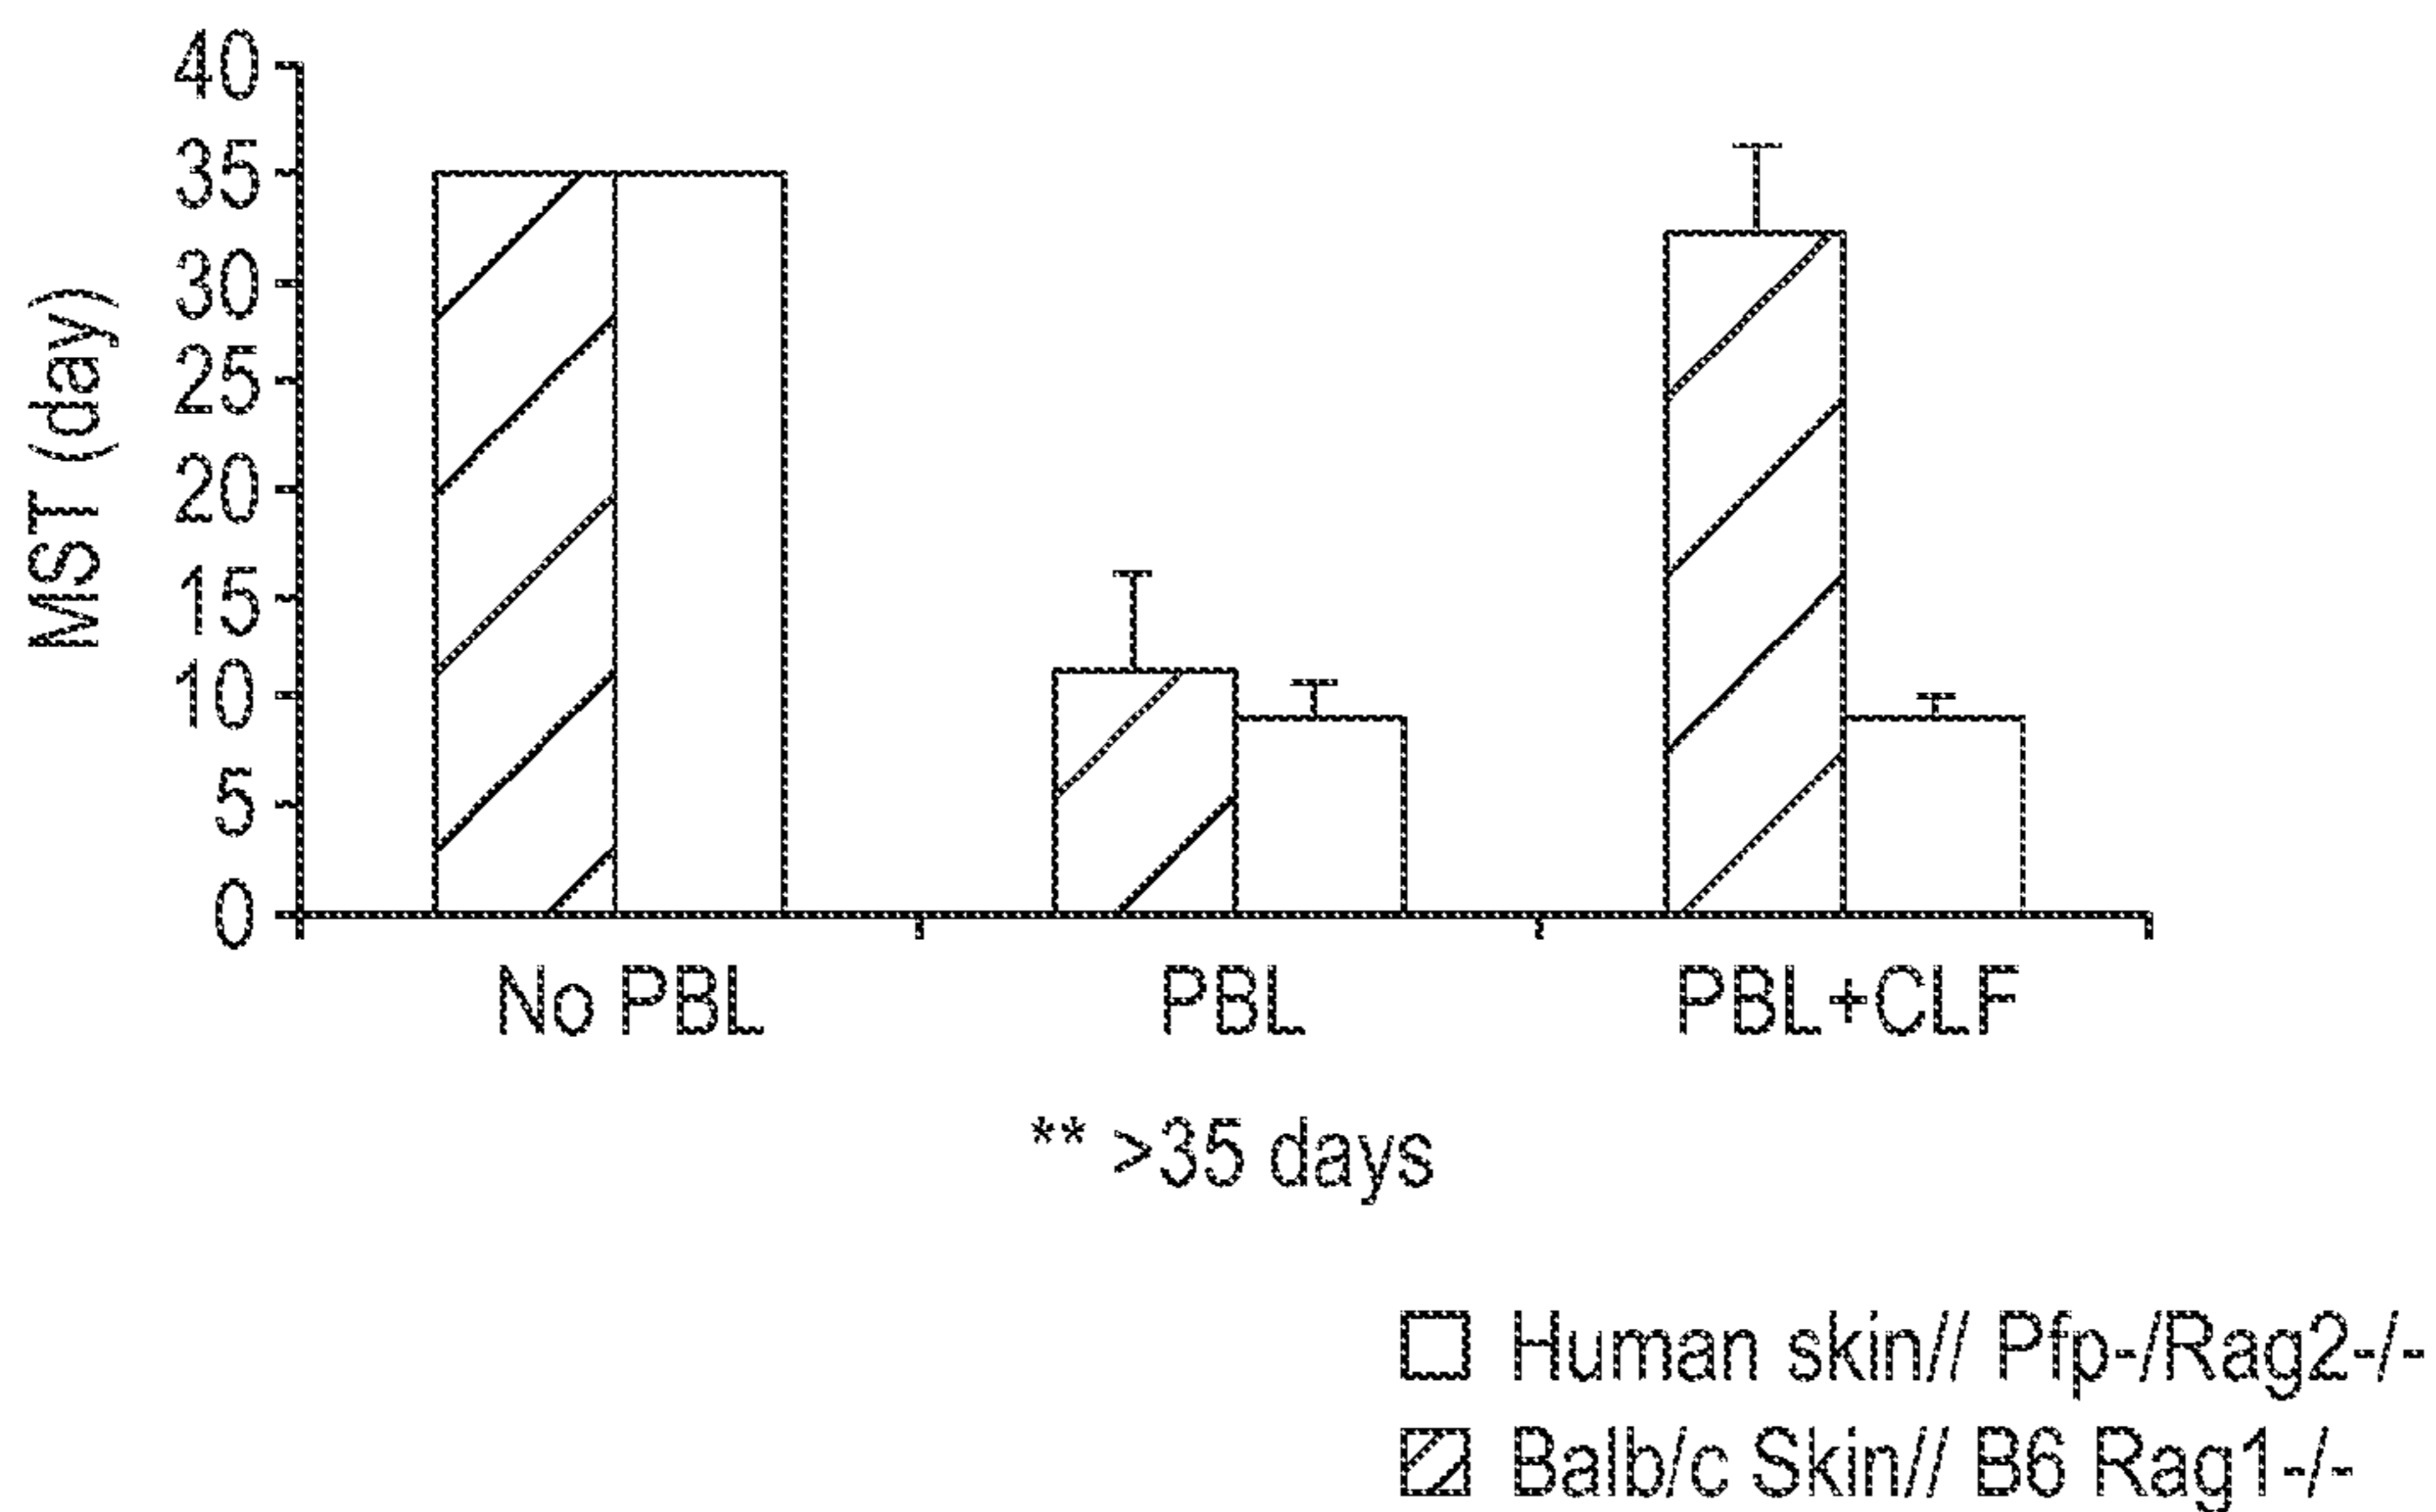 MST (day)
40
35
30
25
20
15
10
5
0
No PBL
PBL
PBL+CLF
** >35 days
Human skin// Pfp-/Rag2-/-
Balb/c Skin// B6 Rag1-/-